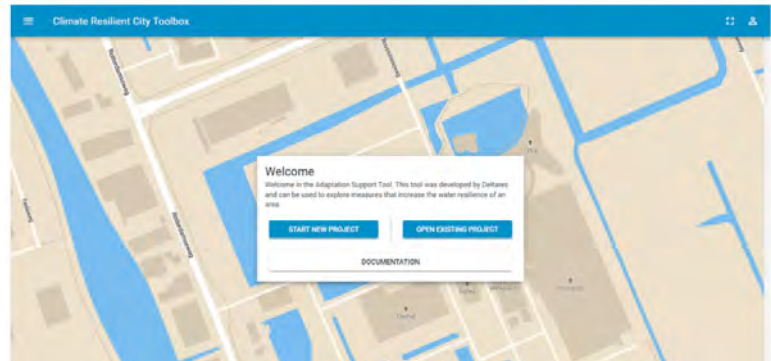 Climate Resilient City Toolbox
Welcome
Welcome in the Adaptation Support Tool. This tool was developed by Deltares
and can be used to explore measures that increase the water resilience of an
area.
START NEW PROJECT
OPEN EXISTING PROJECT
DOCUMENTATION